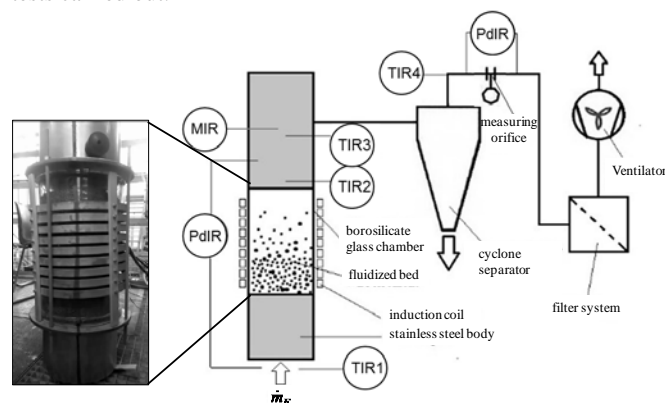 PdIR
TIR4
measuring
orifice
MIR
TIR3
TIR2
Ventilator
PdIR
borosilicate
glass chamber
cyclone
separator
fluidized bed
filter system
induction coil
stainless steel body
TIR1